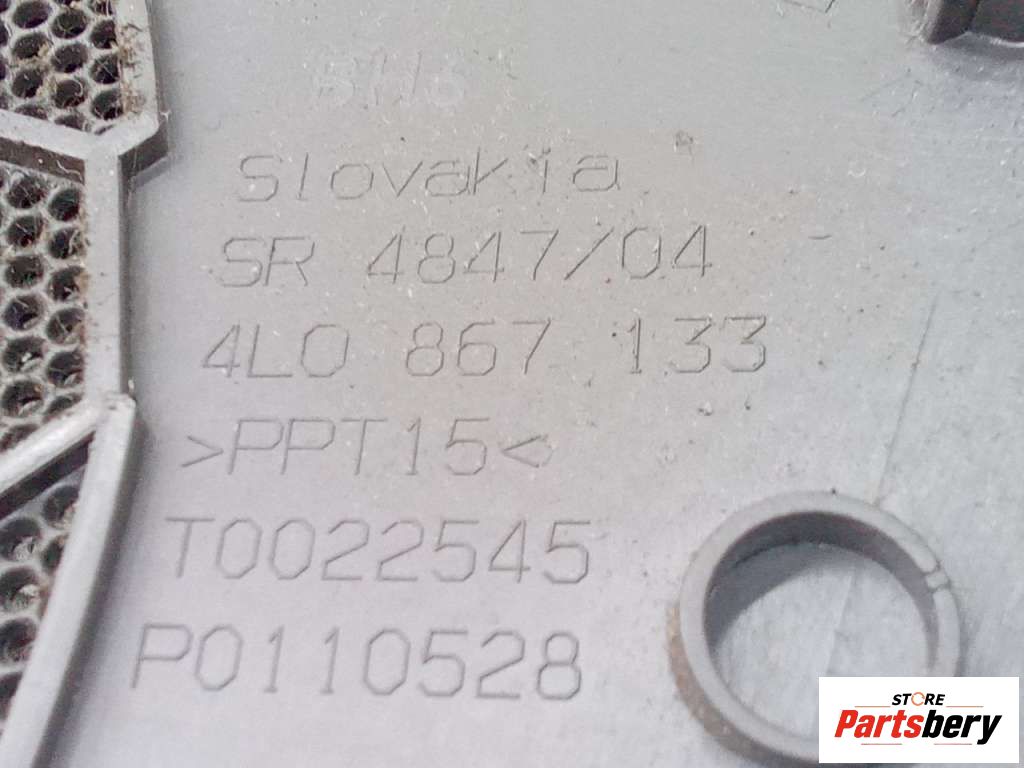 Slovakia
SR 4847/04
4L0 867 133
>PPT15<
T0022545
P0110528
STORE
Partsbery